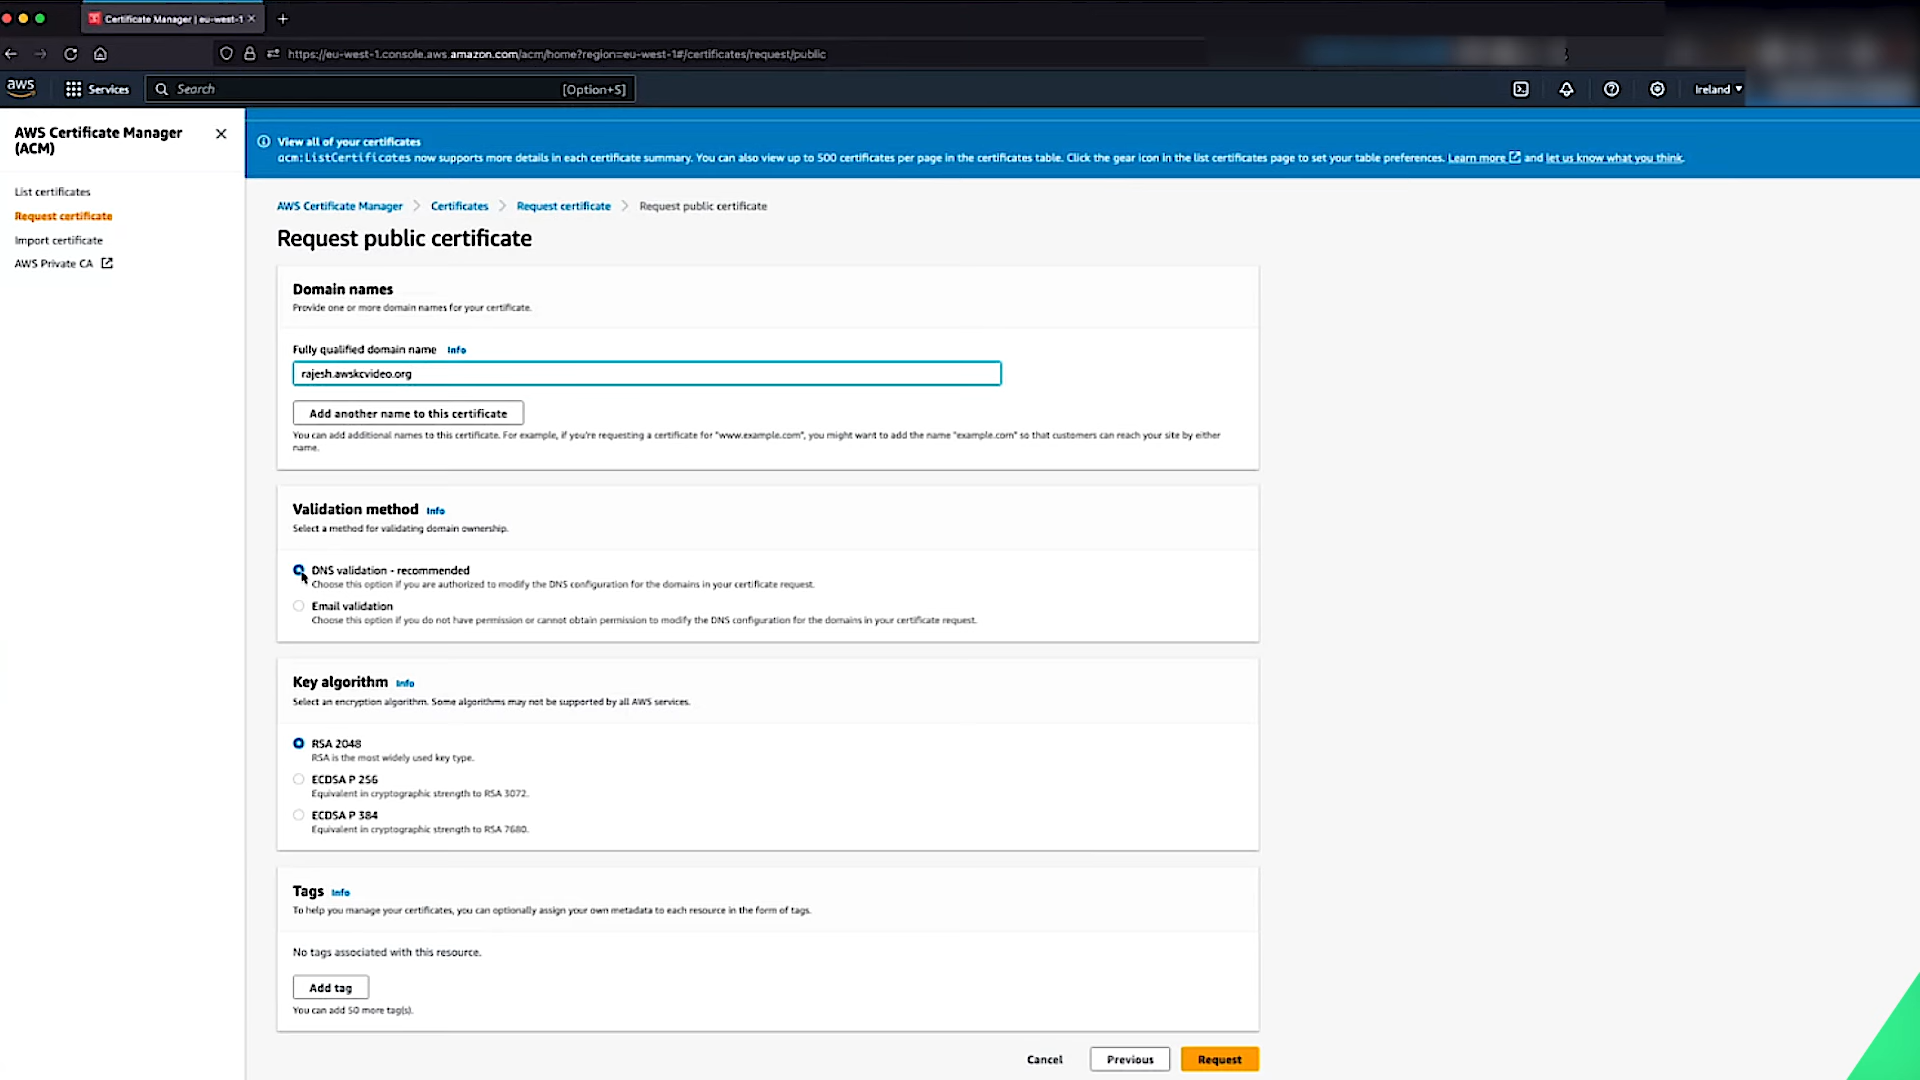 Certificate Manager | eu-west-1
https://eu-west-1.console.aws.amazon.com/acm/home?region=eu-west-1#/certificates/request/public
aws
Services
Search
[Option+S]
Ireland
AWS Certificate Manager (ACM)
List certificates
Request certificate
Import certificate
AWS Private CA
View all of your certificates
acm:ListCertificates now supports more details in each certificate summary. You can also view up to 500 certificates per page in the certificates table. Click the gear icon in the list certificates page to set your table preferences. Learn more and let us know what you think.
AWS Certificate Manager
Certificates
Request certificate
Request public certificate
Request public certificate
Domain names
Provide one or more domain names for your certificate.
Fully qualified domain name Info
rajesh.awskcvideo.org
Add another name to this certificate
You can add additional names to this certificate. For example, if you're requesting a certificate for "www.example.com", you might want to add the name "example.com" so that customers can reach your site by either
name.
Validation method Info
Select a method for validating domain ownership.
DNS validation - recommended
Choose this option if you are authorized to modify the DNS configuration for the domains in your certificate request.
Email validation
Choose this option if you do not have permission or cannot obtain permission to modify the DNS configuration for the domains in your certificate request.
Key algorithm Info
Select an encryption algorithm. Some algorithms may not be supported by all AWS services.
RSA 2048
RSA is the most widely used key type.
ECDSA P 256
Equivalent in cryptographic strength to RSA 3072.
ECDSA P 384
Equivalent in cryptographic strength to RSA 7680.
Tags Info
To help you manage your certificates, you can optionally assign your own metadata to each resource in the form of tags.
No tags associated with this resource.
Add tag
You can add 50 more tag(s).
Cancel
Previous
Request